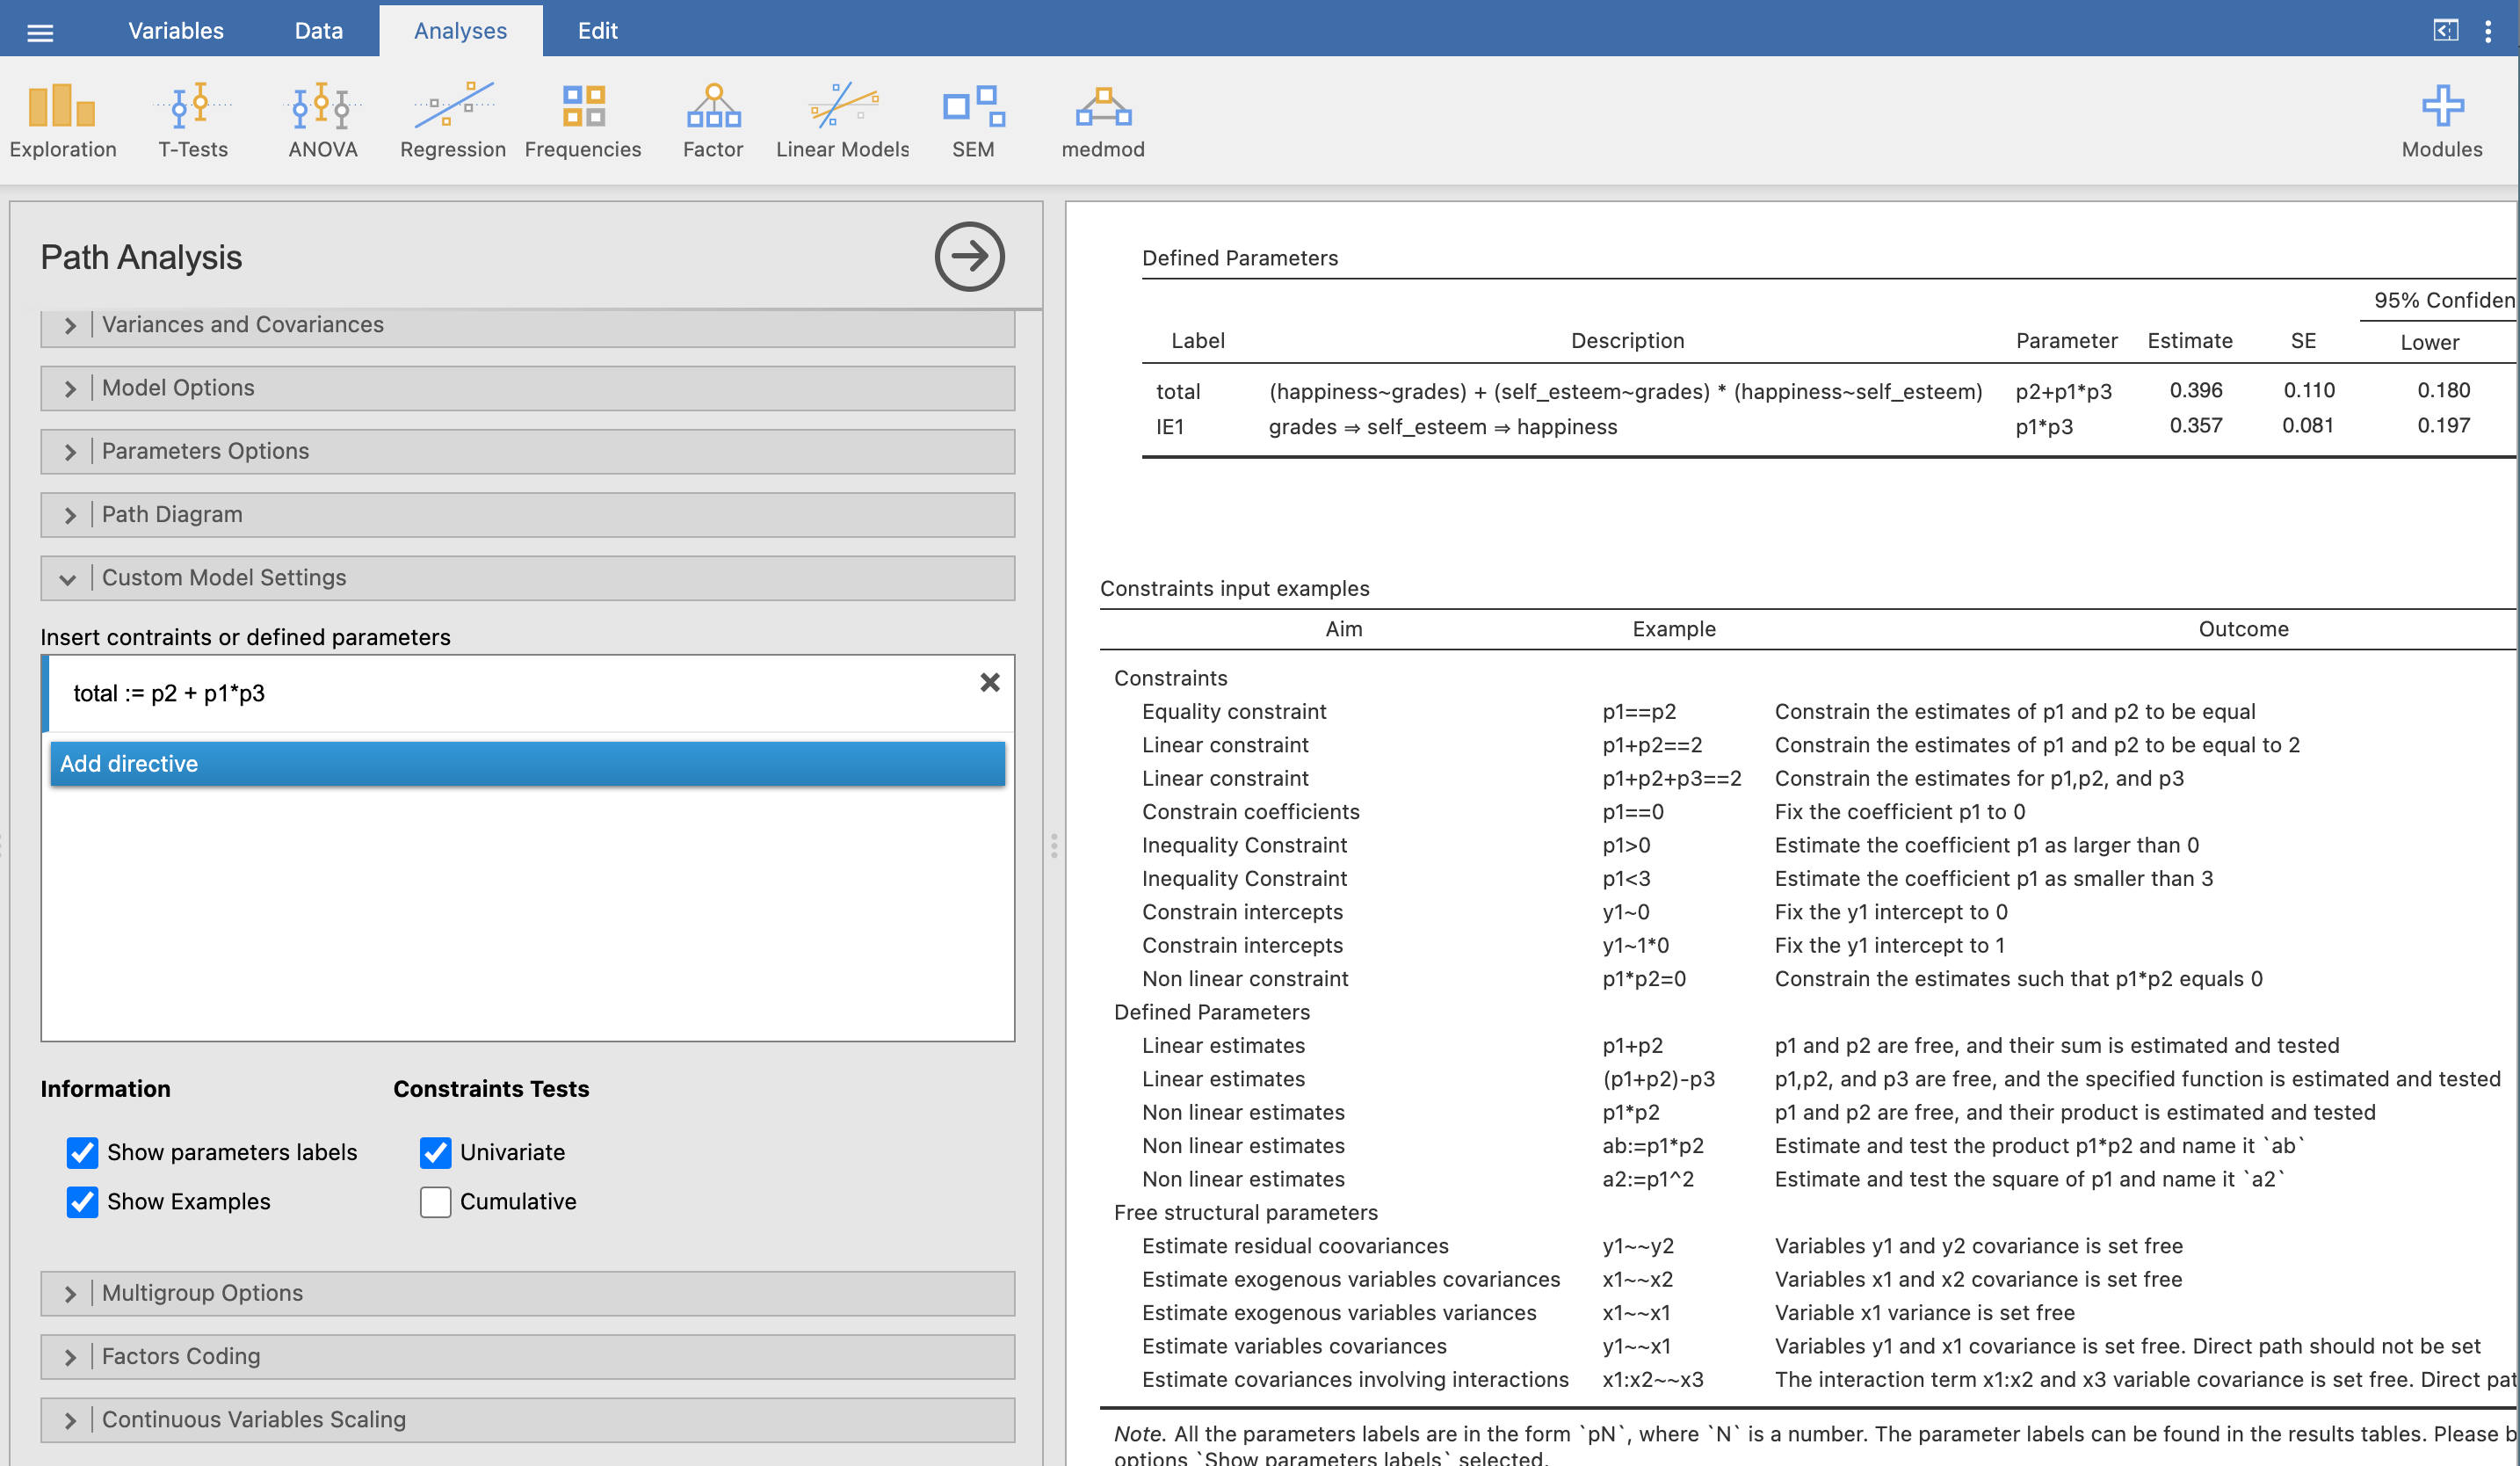 Variables Data Analyses Edit
Exploration T-Tests ANOVA Regression Frequencies Factor Linear Models SEM medmod Modules
Path Analysis
Variances and Covariances
Model Options
Parameters Options
Path Diagram
Custom Model Settings
Insert contraints or defined parameters
total := p2 + p1*p3
Add directive
Information Constraints Tests
Show parameters labels Univariate
Show Examples Cumulative
Multigroup Options
Factors Coding
Continuous Variables Scaling
Defined Parameters
95% Confiden
Label Description Parameter Estimate SE Lower
total (happiness~grades) + (self_esteem~grades) * (happiness~self_esteem) p2+p1*p3 0.396 0.110 0.180
IE1 grades ⇒ self_esteem ⇒ happiness p1*p3 0.357 0.081 0.197
Constraints input examples
Aim Example Outcome
Constraints
Equality constraint p1==p2 Constrain the estimates of p1 and p2 to be equal
Linear constraint p1+p2==2 Constrain the estimates of p1 and p2 to be equal to 2
Linear constraint p1+p2+p3==2 Constrain the estimates for p1,p2, and p3
Constrain coefficients p1==0 Fix the coefficient p1 to 0
Inequality Constraint p1>0 Estimate the coefficient p1 as larger than 0
Inequality Constraint p1<3 Estimate the coefficient p1 as smaller than 3
Constrain intercepts y1~0 Fix the y1 intercept to 0
Constrain intercepts y1~1*0 Fix the y1 intercept to 1
Non linear constraint p1*p2=0 Constrain the estimates such that p1*p2 equals 0
Defined Parameters
Linear estimates p1+p2 p1 and p2 are free, and their sum is estimated and tested
Linear estimates (p1+p2)-p3 p1,p2, and p3 are free, and the specified function is estimated and tested
Non linear estimates p1*p2 p1 and p2 are free, and their product is estimated and tested
Non linear estimates ab:=p1*p2 Estimate and test the product p1*p2 and name it `ab`
Non linear estimates a2:=p1^2 Estimate and test the square of p1 and name it `a2`
Free structural parameters
Estimate residual coovariances y1~~y2 Variables y1 and y2 covariance is set free
Estimate exogenous variables covariances x1~~x2 Variables x1 and x2 covariance is set free
Estimate exogenous variables variances x1~~x1 Variable x1 variance is set free
Estimate variables covariances y1~~x1 Variables y1 and x1 covariance is set free. Direct path should not be set
Estimate covariances involving interactions x1:x2~~x3 The interaction term x1:x2 and x3 variable covariance is set free. Direct pat
Note. All the parameters labels are in the form `pN`, where `N` is a number. The parameter labels can be found in the results tables. Please b
options `Show parameters labels` selected.